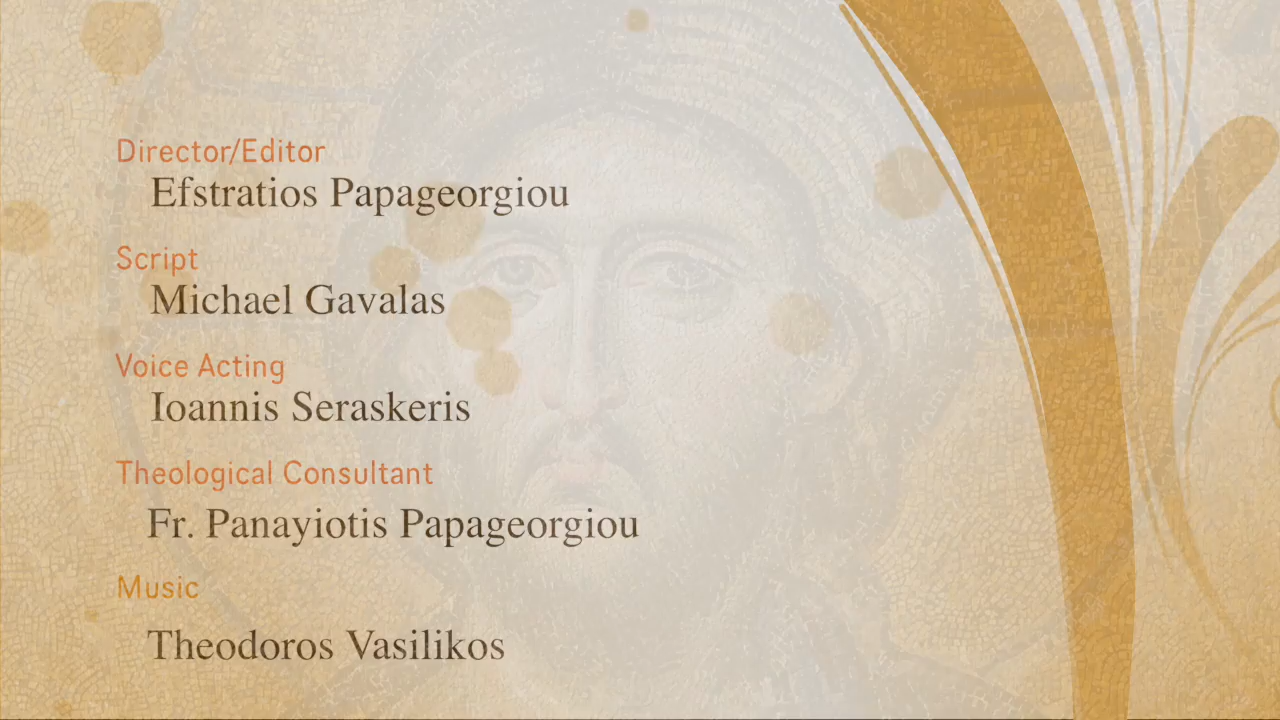 Director/Editor
Efstratios Papageorgiou
Script
Michael Gavalas
Voice Acting
Ioannis Seraskeris
Theological Consultant
Fr. Panayiotis Papageorgiou
Music
Theodoros Vasilikos